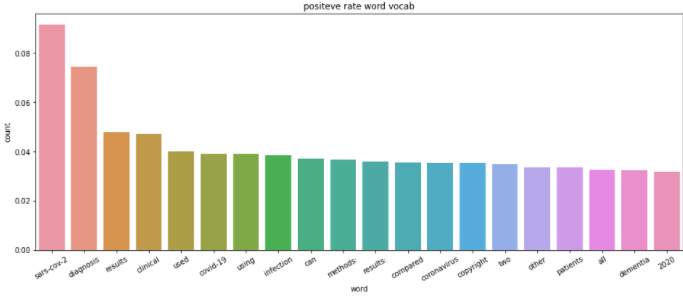 positeve rate word vocab
0.08
0.06
0.04
0.02
0.00
count
sars-cov-2 diagnosis results clinical used covid-19 using infection can methods: results: compared coronavirus copyright two other patients all dementia 2020
word